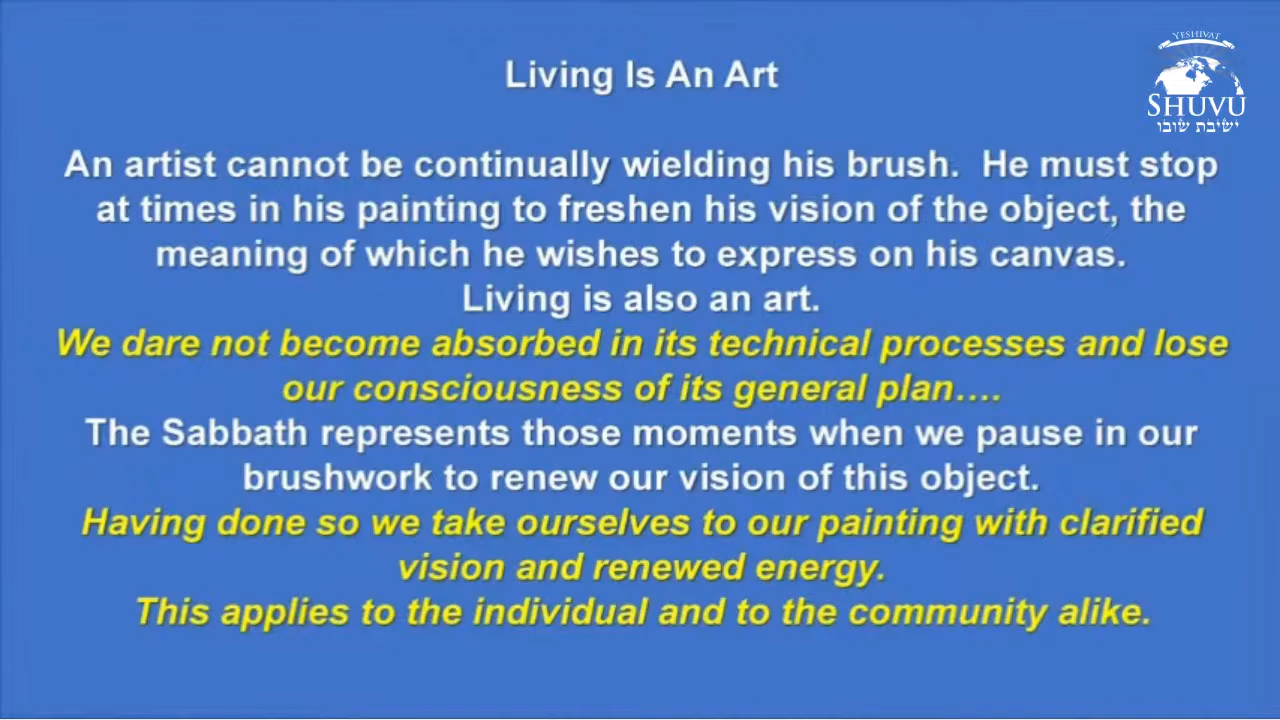 Living Is An Art
YESHIVAT
SHUVU
ישיבת שובו
An artist cannot be continually wielding his brush.  He must stop
at times in his painting to freshen his vision of the object, the
meaning of which he wishes to express on his canvas.
Living is also an art.
We dare not become absorbed in its technical processes and lose
our consciousness of its general plan....
The Sabbath represents those moments when we pause in our
brushwork to renew our vision of this object.
Having done so we take ourselves to our painting with clarified
vision and renewed energy.
This applies to the individual and to the community alike.